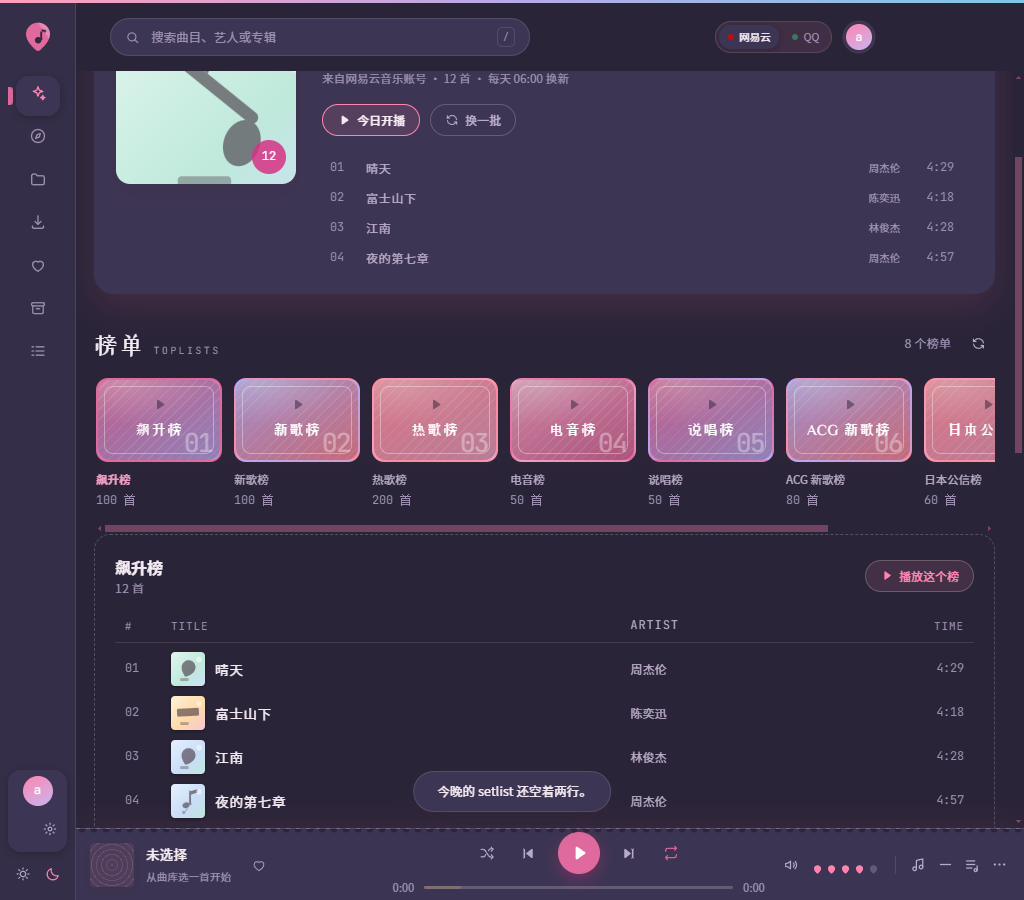 搜索曲目、艺人或专辑
/
网易云
QQ
a
来自网易云音乐账号 · 12 首 · 每天 06:00 换新
今日开播
换一批
12
01 晴天 周杰伦 4:29
02 富士山下 陈奕迅 4:18
03 江南 林俊杰 4:28
04 夜的第七章 周杰伦 4:57
榜单 TOPLISTS
8 个榜单
飙升榜 01
新歌榜 02
热歌榜 03
电音榜 04
说唱榜 05
ACG 新歌榜 06
日本公
飙升榜
100 首
新歌榜
100 首
热歌榜
200 首
电音榜
50 首
说唱榜
50 首
ACG 新歌榜
80 首
日本公信榜
60 首
飙升榜
12 首
播放这个榜
# TITLE ARTIST TIME
01 晴天 周杰伦 4:29
02 富士山下 陈奕迅 4:18
03 江南 林俊杰 4:28
04 夜的第七章 周杰伦 4:57
今晚的 setlist 还空着两行。
a
未选择
从曲库选一首开始
0:00
0:00